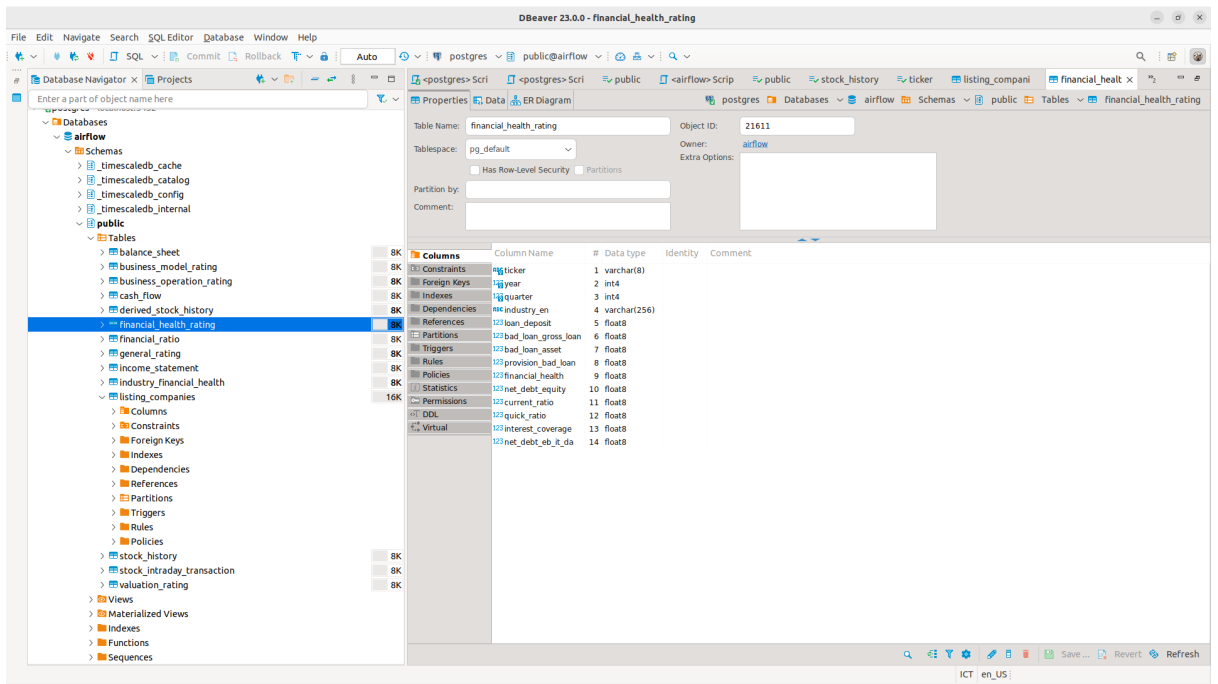 DBeaver 23.0.0 - financial_health_rating
File Edit Navigate Search SQL Editor Database Window Help
SQL Commit Rollback Auto postgres public@airflow
Database Navigator Projects
<postgres> Scri <postgres> Scri public <airflow> Scrip public stock_history ticker listing_compani financial_healt
Enter a part of object name here
Properties Data ER Diagram
postgres Databases airflow Schemas public Tables financial_health_rating
Databases
airflow
Schemas
_timescaledb_cache
_timescaledb_catalog
_timescaledb_config
_timescaledb_internal
public
Tables
balance_sheet 8K
business_model_rating 8K
business_operation_rating 8K
cash_flow 8K
derived_stock_history 8K
financial_health_rating 8K
financial_ratio 8K
general_rating 8K
income_statement 8K
industry_financial_health 8K
listing_companies 16K
Columns
Constraints
Foreign Keys
Indexes
Dependencies
References
Partitions
Triggers
Rules
Policies
stock_history 8K
stock_intraday_transaction 8K
valuation_rating 8K
Views
Materialized Views
Indexes
Functions
Sequences
Table Name: financial_health_rating Object ID: 21611
Tablespace: pg_default Owner: airflow
Has Row-Level Security Partitions Extra Options:
Partition by:
Comment:
Columns
Constraints
Foreign Keys
Indexes
Dependencies
References
Partitions
Triggers
Rules
Policies
Statistics
Permissions
DDL
Virtual
Column Name # Data type Identity Comment
ticker 1 varchar(8)
year 2 int4
quarter 3 int4
industry_en 4 varchar(256)
123 loan_deposit 5 float8
123 bad_loan_gross_loan 6 float8
123 bad_loan_asset 7 float8
123 provision_bad_loan 8 float8
123 financial_health 9 float8
123 net_debt_equity 10 float8
123 current_ratio 11 float8
123 quick_ratio 12 float8
123 interest_coverage 13 float8
123 net_debt_eb_it_da 14 float8
Save ... Revert Refresh
ICT en_US